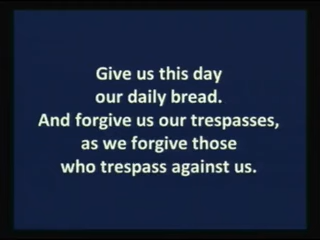 Give us this day
our daily bread.
And forgive us our trespasses,
as we forgive those
who trespass against us.